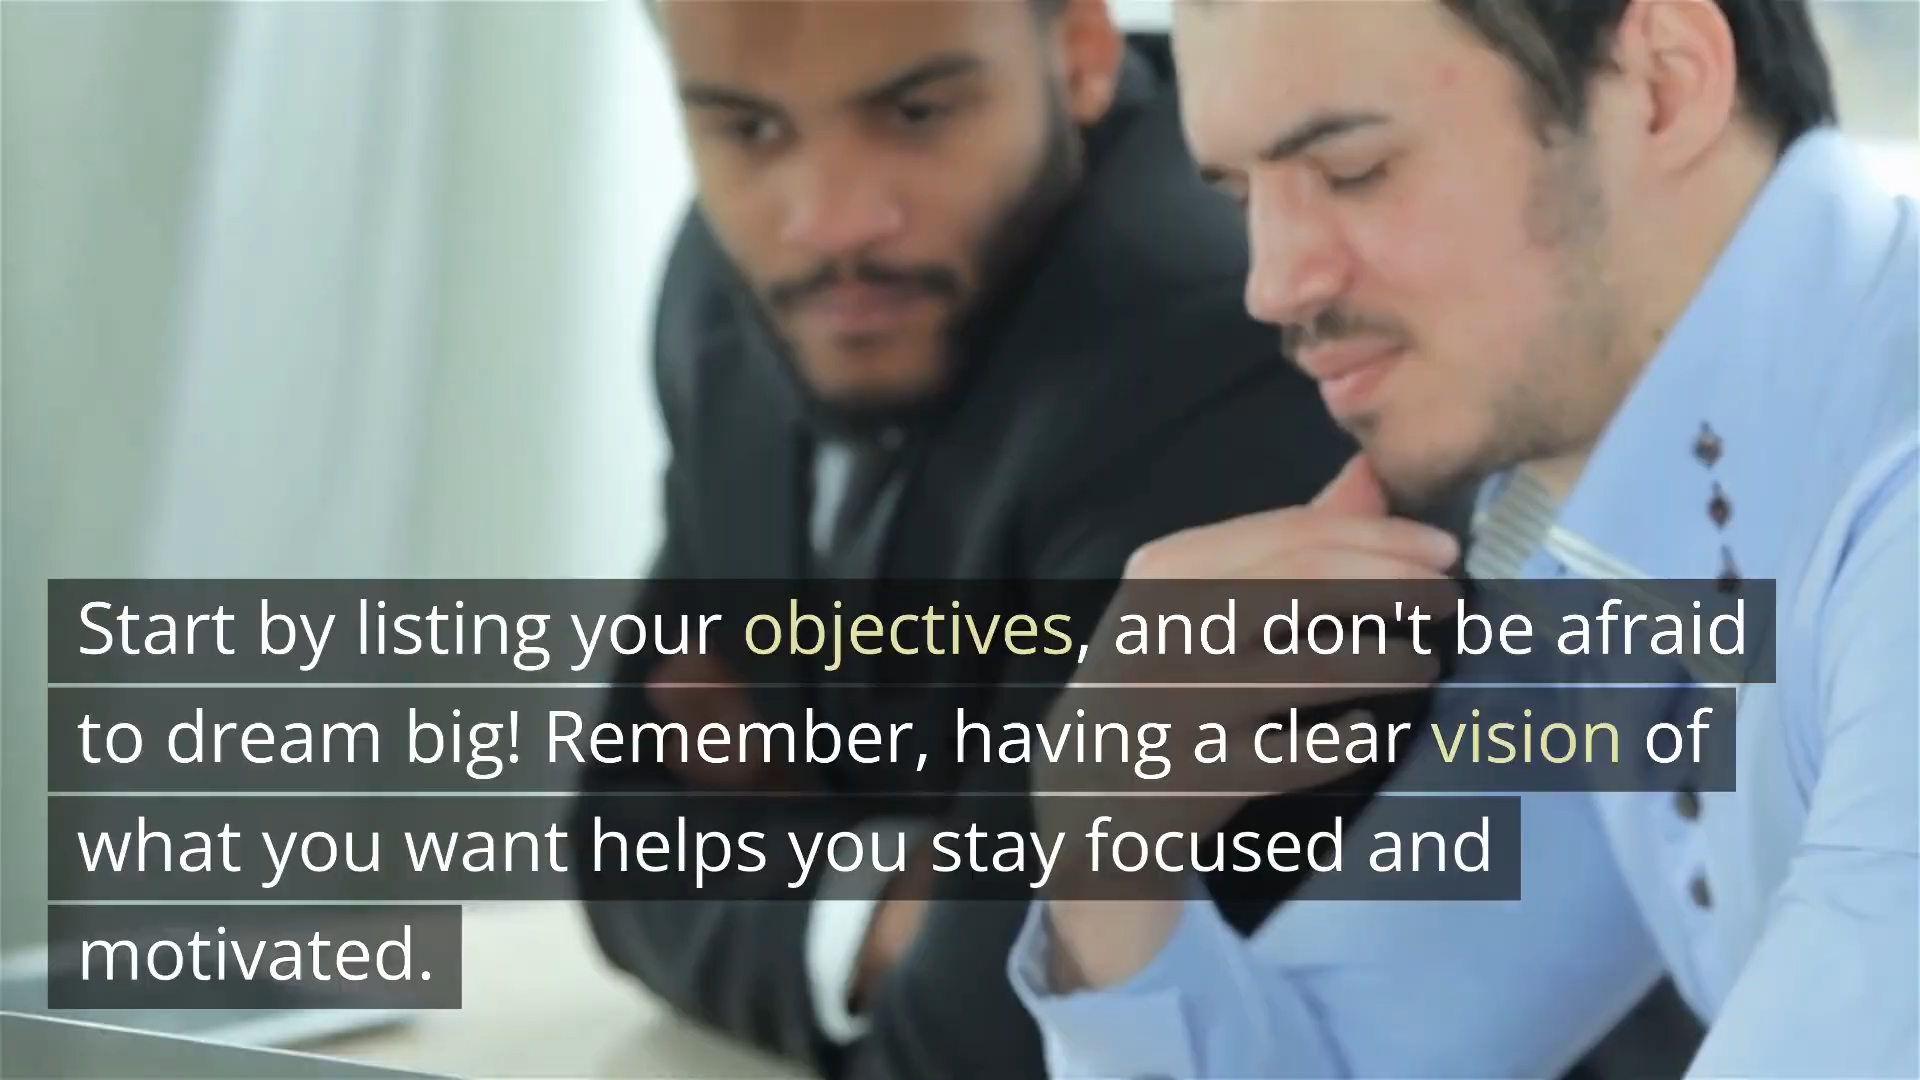 Start by listing your objectives, and don't be afraid
to dream big! Remember, having a clear vision of
what you want helps you stay focused and
motivated.